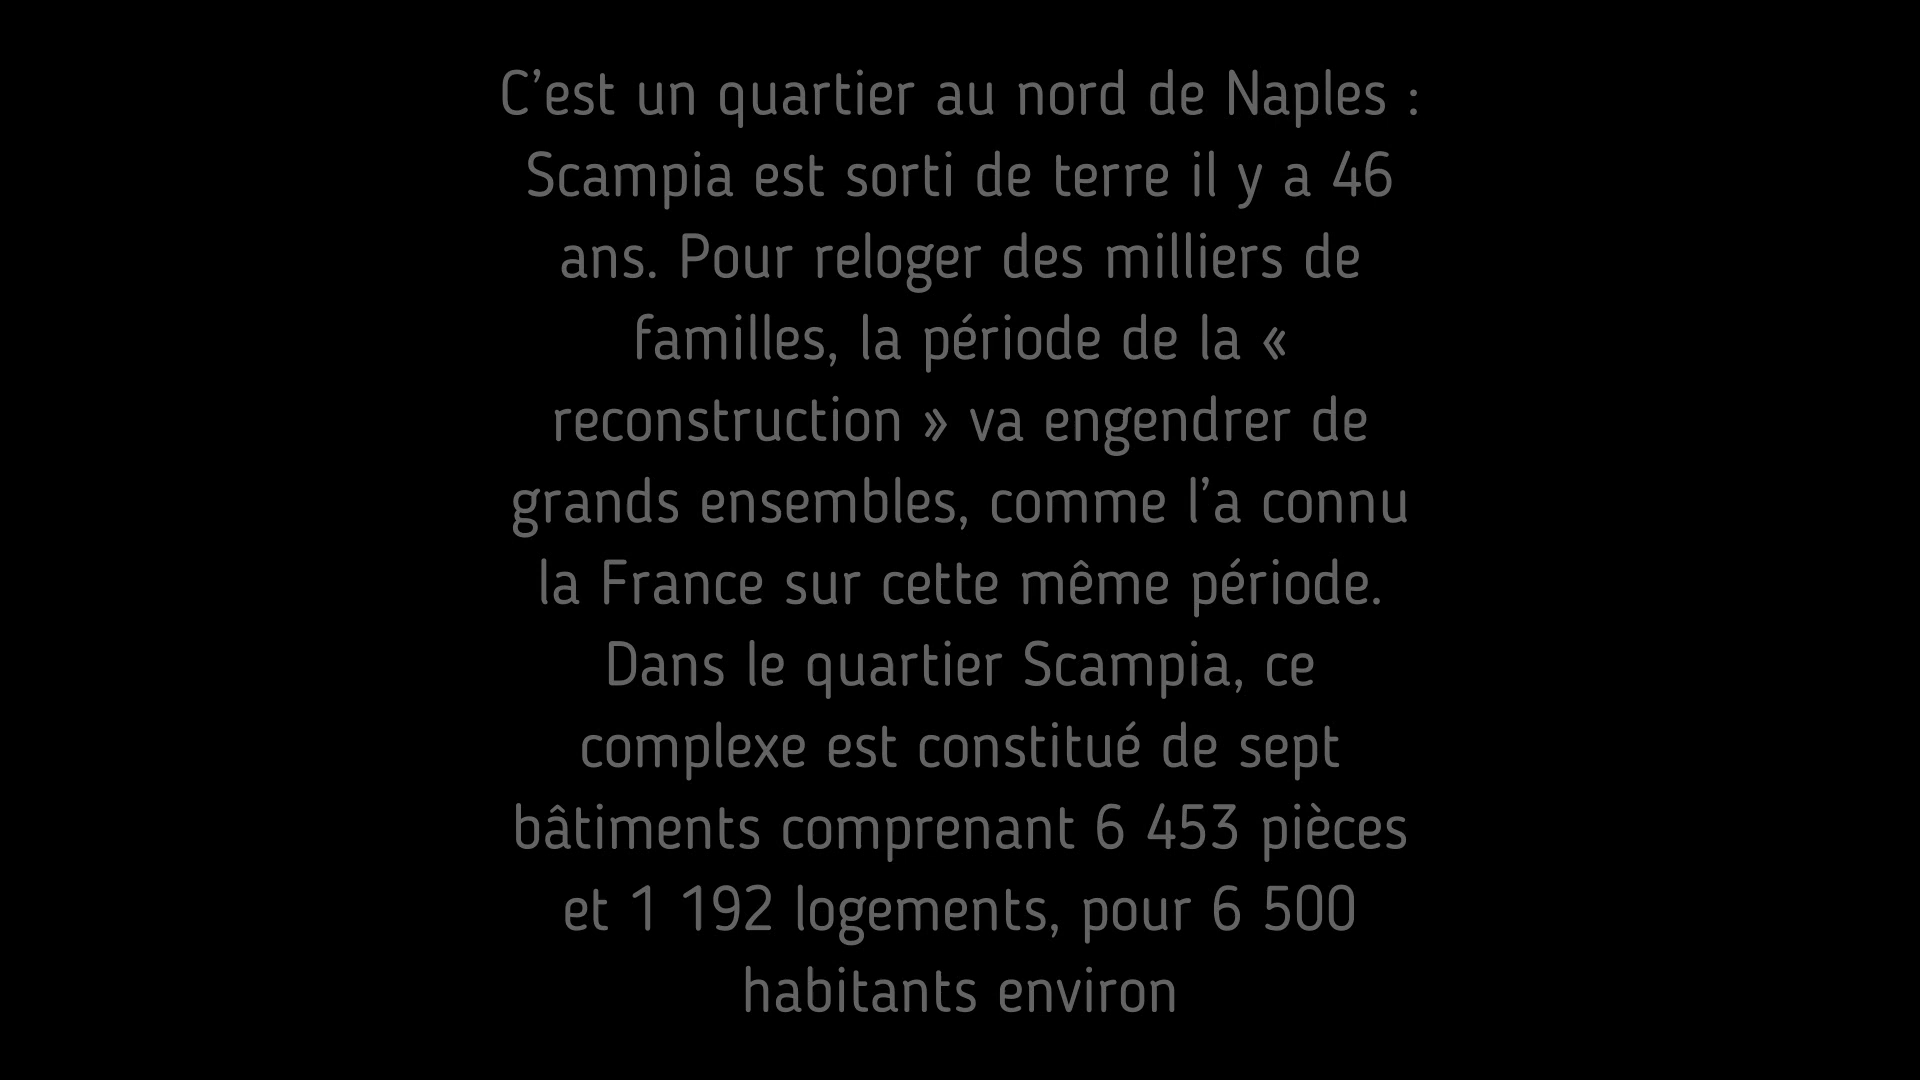 C’est un quartier au nord de Naples :
Scampia est sorti de terre il y a 46
ans. Pour reloger des milliers de
familles, la période de la «
reconstruction » va engendrer de
grands ensembles, comme l’a connu
la France sur cette même période.
Dans le quartier Scampia, ce
complexe est constitué de sept
bâtiments comprenant 6 453 pièces
et 1 192 logements, pour 6 500
habitants environ